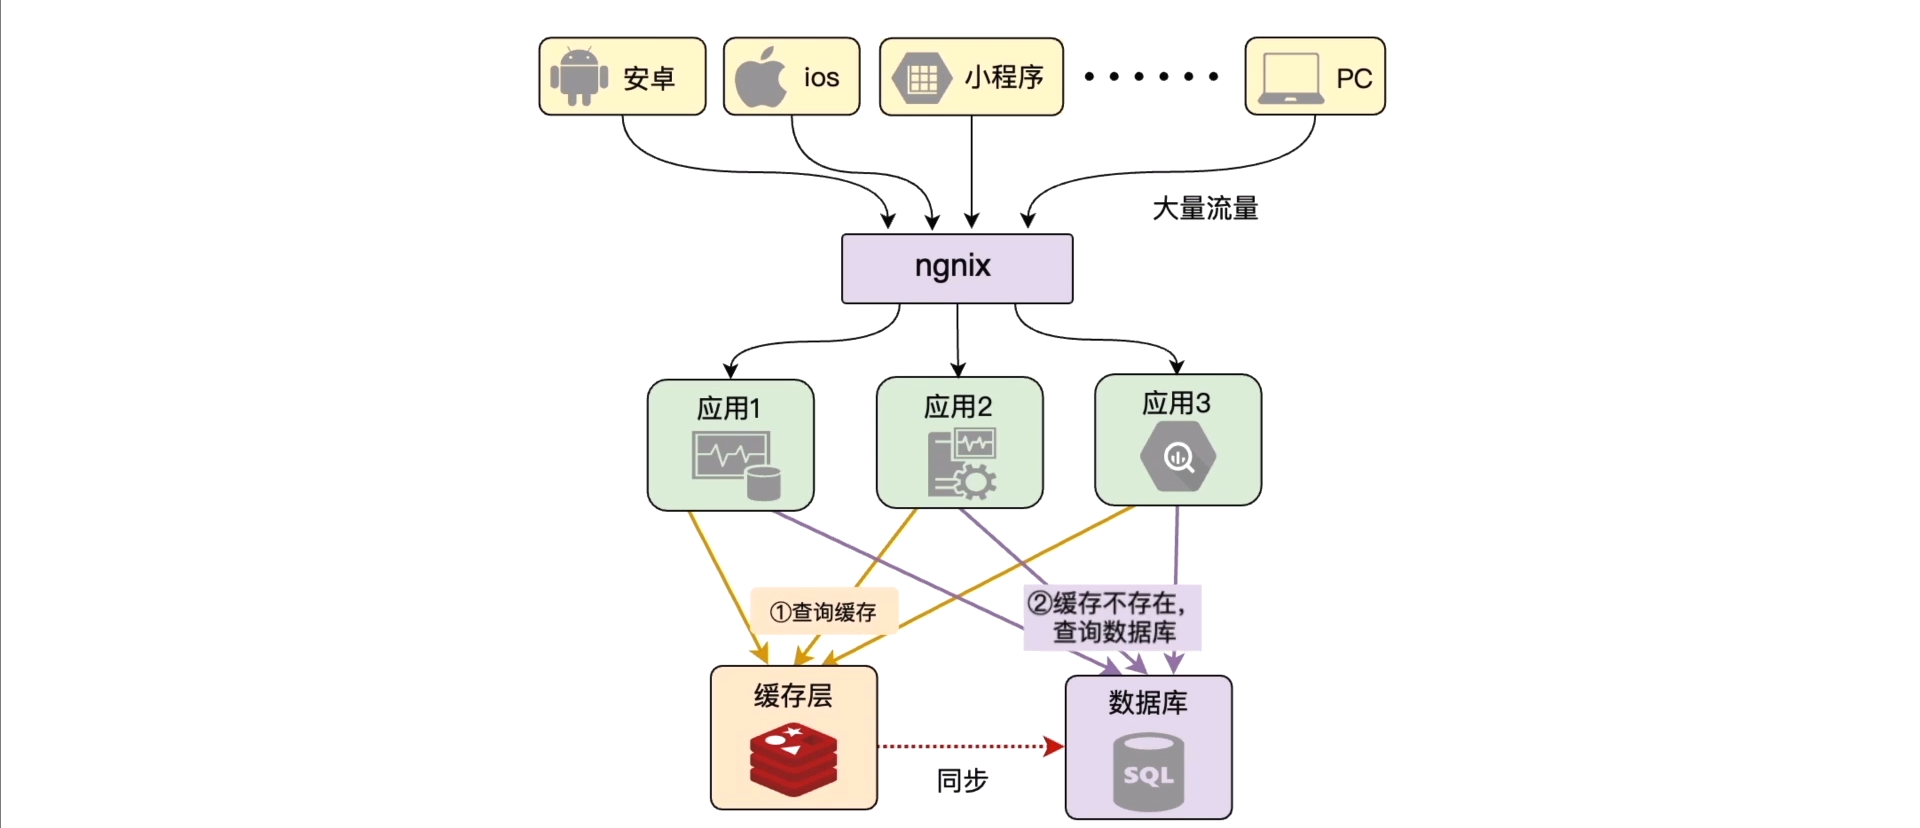 安卓
ios
小程序
PC
大量流量
ngnix
应用1
应用2
应用3
①查询缓存
②缓存不存在，
查询数据库
缓存层
数据库
SQL
同步